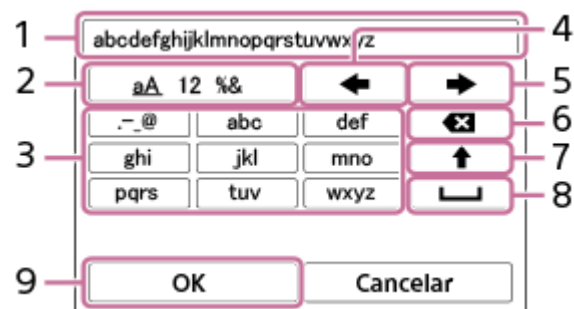 1 abcdefghijklmnopqrstuvwxyz 4
2 aA 12 %& 5
.-_@ abc def 6
3 ghi jkl mno 7
pqrs tuv wxyz 8
9 OK Cancelar